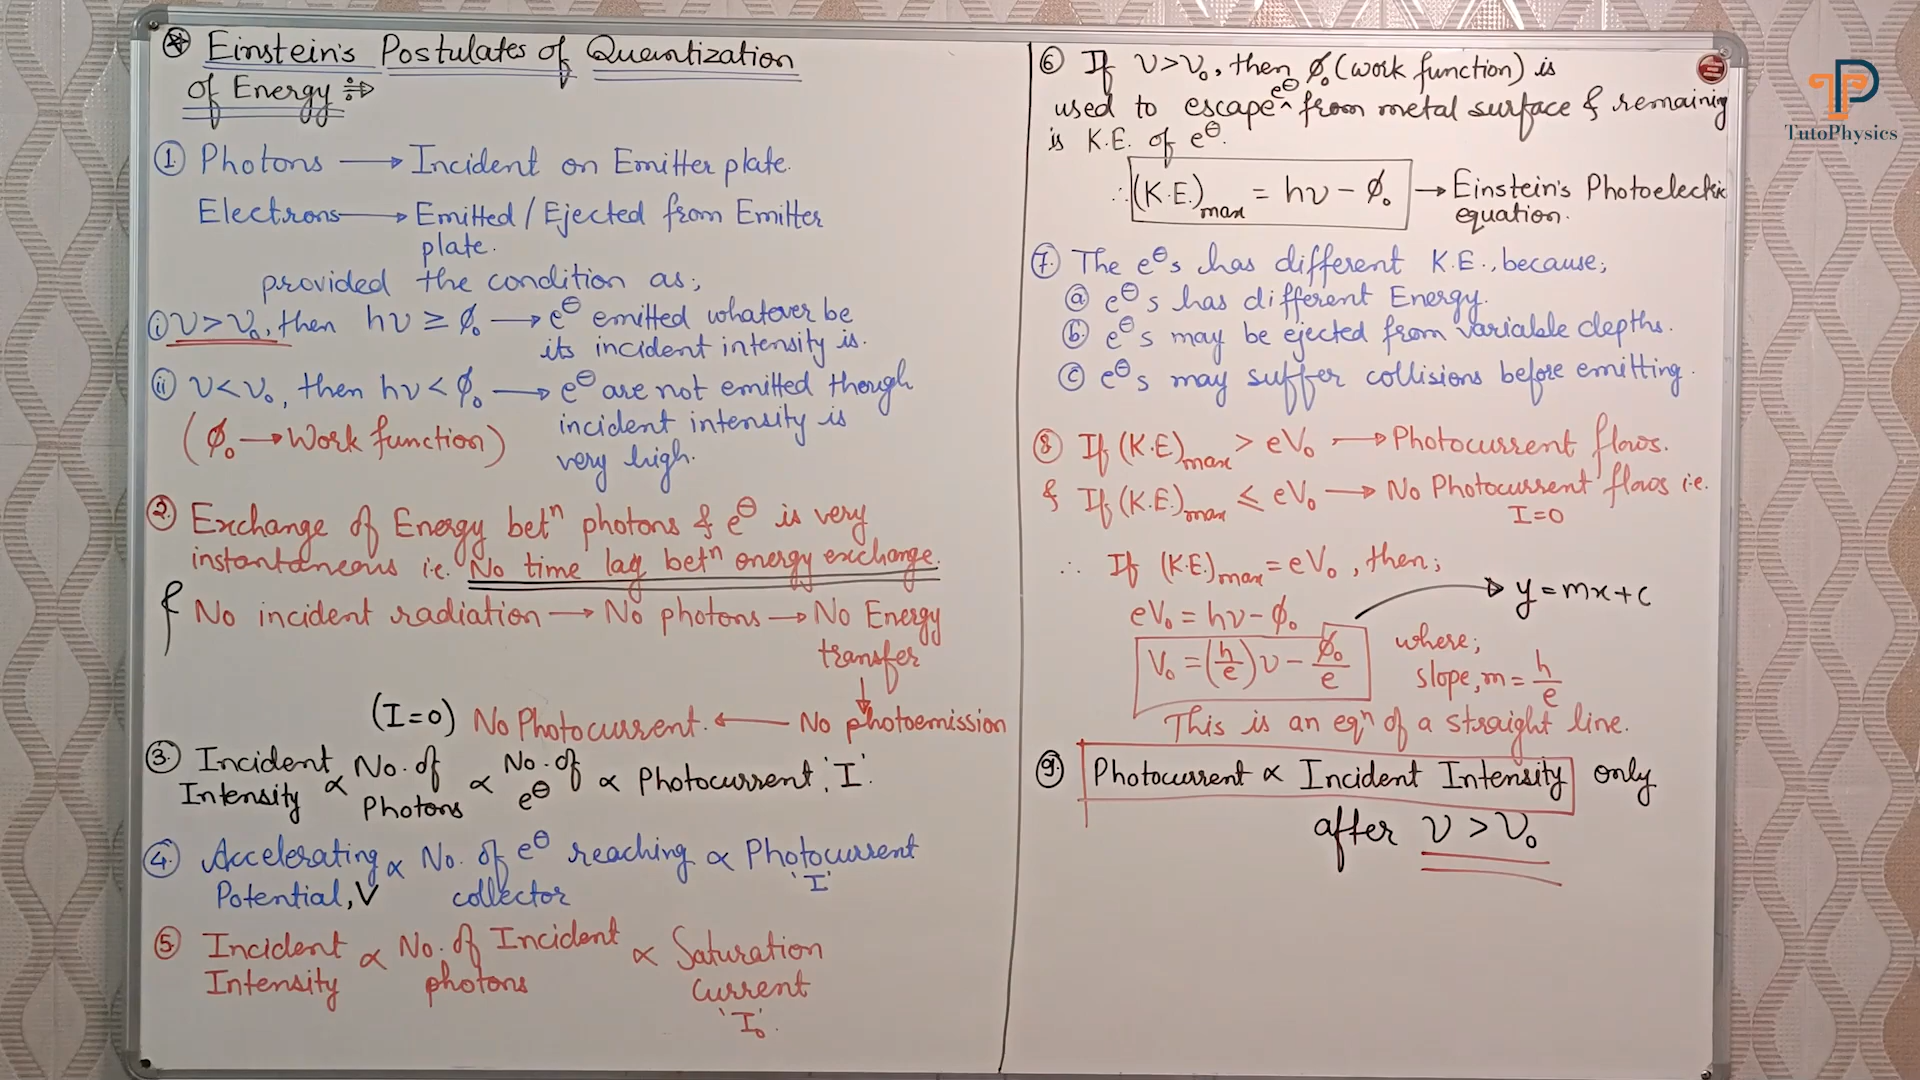 Einstein's Postulates of Quantization
of Energy ⇒
① Photons → Incident on Emitter plate.
Electrons → Emitted / Ejected from Emitter
plate.
provided the condition as;
ⓘ ν > ν₀, then hν ≥ ϕ₀ → e⊖ emitted whatever be
its incident intensity is.
ⓘⓘ ν < ν₀, then hν < ϕ₀ → e⊖ are not emitted though
incident intensity is
very high.
(ϕ₀ → Work function)
② Exchange of Energy betⁿ photons & e⊖ is very
instantaneous i.e. No time lag betⁿ energy exchange.
& No incident radiation → No photons → No Energy
transfer
↓
(I=0) No Photocurrent. ← No photoemission
③ Incident Intensity ∝ No. of Photons ∝ No. of e⊖ ∝ Photocurrent 'I'.
④ Accelerating Potential, V ∝ No. of e⊖ reaching collector ∝ Photocurrent 'I'
⑤ Incident Intensity ∝ No. of Incident photons ∝ Saturation current 'I₀'.
⑥ If ν > ν₀, then ϕ₀ (work function) is
used to escape e⊖ from metal surface & remaining
is K.E. of e⊖.
∴ (K.E.)max = hν − ϕ₀ → Einstein's Photoelectric
equation.
⑦ The e⊖s has different K.E., because;
ⓐ e⊖s has different Energy.
ⓑ e⊖s may be ejected from variable depths.
ⓒ e⊖s may suffer collisions before emitting.
⑧ If (K.E)max > eV₀ → Photocurrent flows.
& If (K.E.)max ≤ eV₀ → No Photocurrent flows i.e.
I=0
∴ If (K.E.)max = eV₀, then;
eV₀ = hν − ϕ₀ → y = mx + c
V₀ = (h/e)ν − ϕ₀/e where;
slope, m = h/e
This is an eqⁿ of a straight line.
⑨ Photocurrent ∝ Incident Intensity only
after ν > ν₀
TP
TutoPhysics